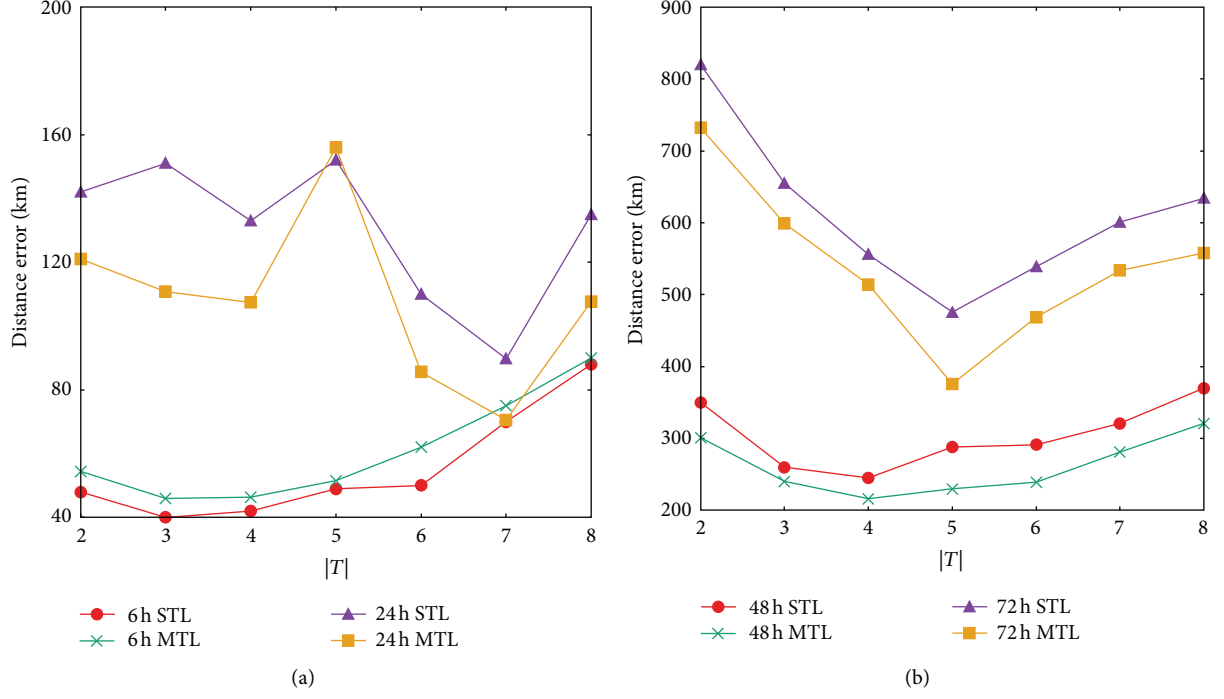 200
160
120
80
40
Distance error (km)
2 3 4 5 6 7 8
|T|
6 h STL
24 h STL
6 h MTL
24 h MTL
(a)
900
800
700
600
500
400
300
200
Distance error (km)
2 3 4 5 6 7 8
|T|
48 h STL
72 h STL
48 h MTL
72 h MTL
(b)